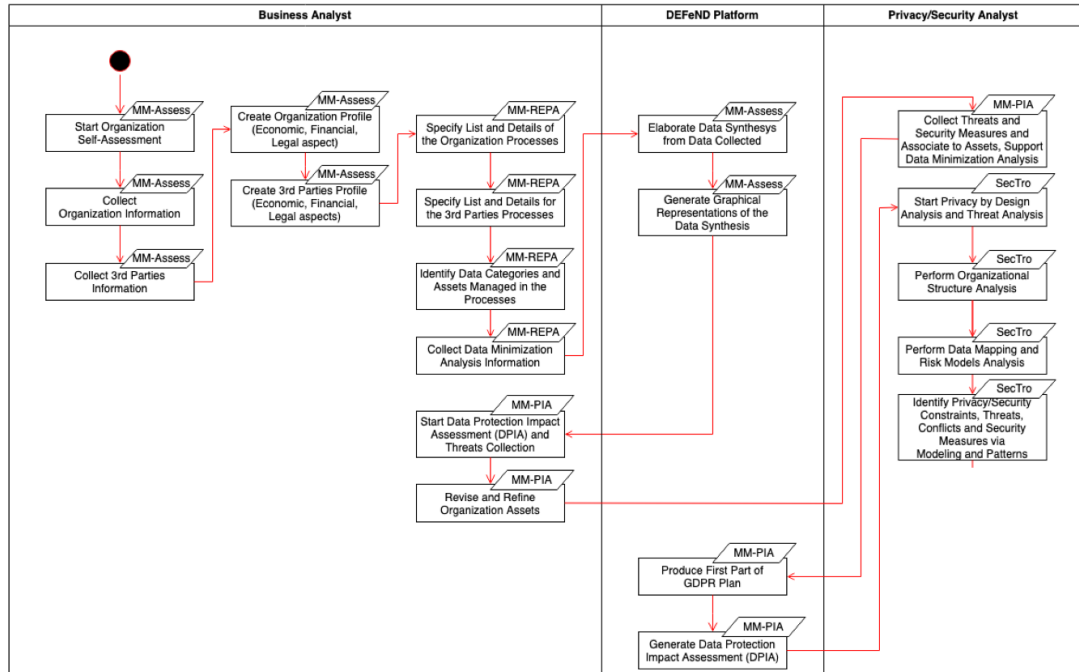 Business Analyst
DEFeND Platform
Privacy/Security Analyst
MM-Assess
Start Organization
Self-Assessment
MM-Assess
Collect
Organization Information
MM-Assess
Collect 3rd Parties
Information
MM-Assess
Create Organization Profile
(Economic, Financial,
Legal aspect)
MM-Assess
Create 3rd Parties Profile
(Economic, Financial,
Legal aspects)
MM-REPA
Specify List and Details of
the Organization Processes
MM-REPA
Specify List and Details for
the 3rd Parties Processes
MM-REPA
Identify Data Categories and
Assets Managed in the
Processes
MM-REPA
Collect Data Minimization
Analysis Information
MM-Assess
Elaborate Data Synthesys
from Data Collected
MM-Assess
Generate Graphical
Representations of the
Data Synthesis
MM-PIA
Start Data Protection Impact
Assessment (DPIA) and
Threats Collection
MM-PIA
Revise and Refine
Organization Assets
MM-PIA
Collect Threats and
Security Measures and
Associate to Assets, Support
Data Minimization Analysis
MM-PIA
Produce First Part of
GDPR Plan
MM-PIA
Generate Data Protection
Impact Assessment (DPIA)
SecTro
Start Privacy by Design
Analysis and Threat Analysis
SecTro
Perform Organizational
Structure Analysis
SecTro
Perform Data Mapping and
Risk Models Analysis
SecTro
Identify Privacy/Security
Constraints, Threats,
Conflicts and Security
Measures via
Modeling and Patterns